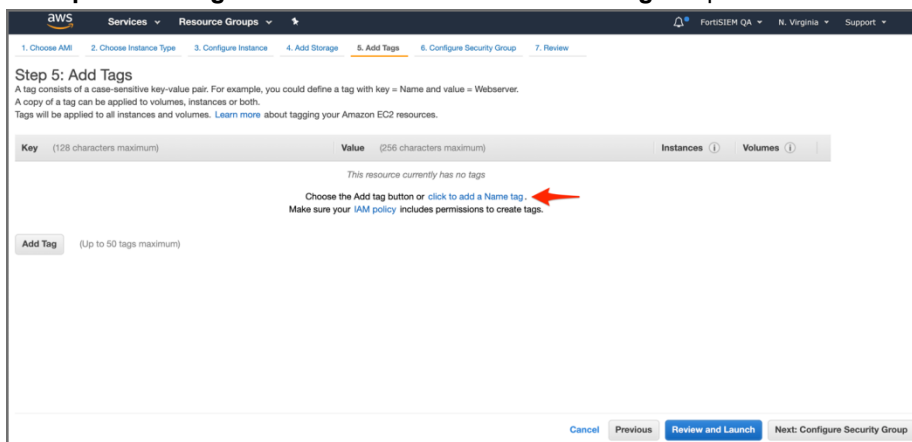 aws Services Resource Groups FortiSIEM QA N. Virginia Support
1. Choose AMI 2. Choose Instance Type 3. Configure Instance 4. Add Storage 5. Add Tags 6. Configure Security Group 7. Review
Step 5: Add Tags
A tag consists of a case-sensitive key-value pair. For example, you could define a tag with key = Name and value = Webserver.
A copy of a tag can be applied to volumes, instances or both.
Tags will be applied to all instances and volumes. Learn more about tagging your Amazon EC2 resources.
Key (128 characters maximum) Value (256 characters maximum) Instances i Volumes i
This resource currently has no tags
Choose the Add tag button or click to add a Name tag.
Make sure your IAM policy includes permissions to create tags.
Add Tag (Up to 50 tags maximum)
Cancel Previous Review and Launch Next: Configure Security Group